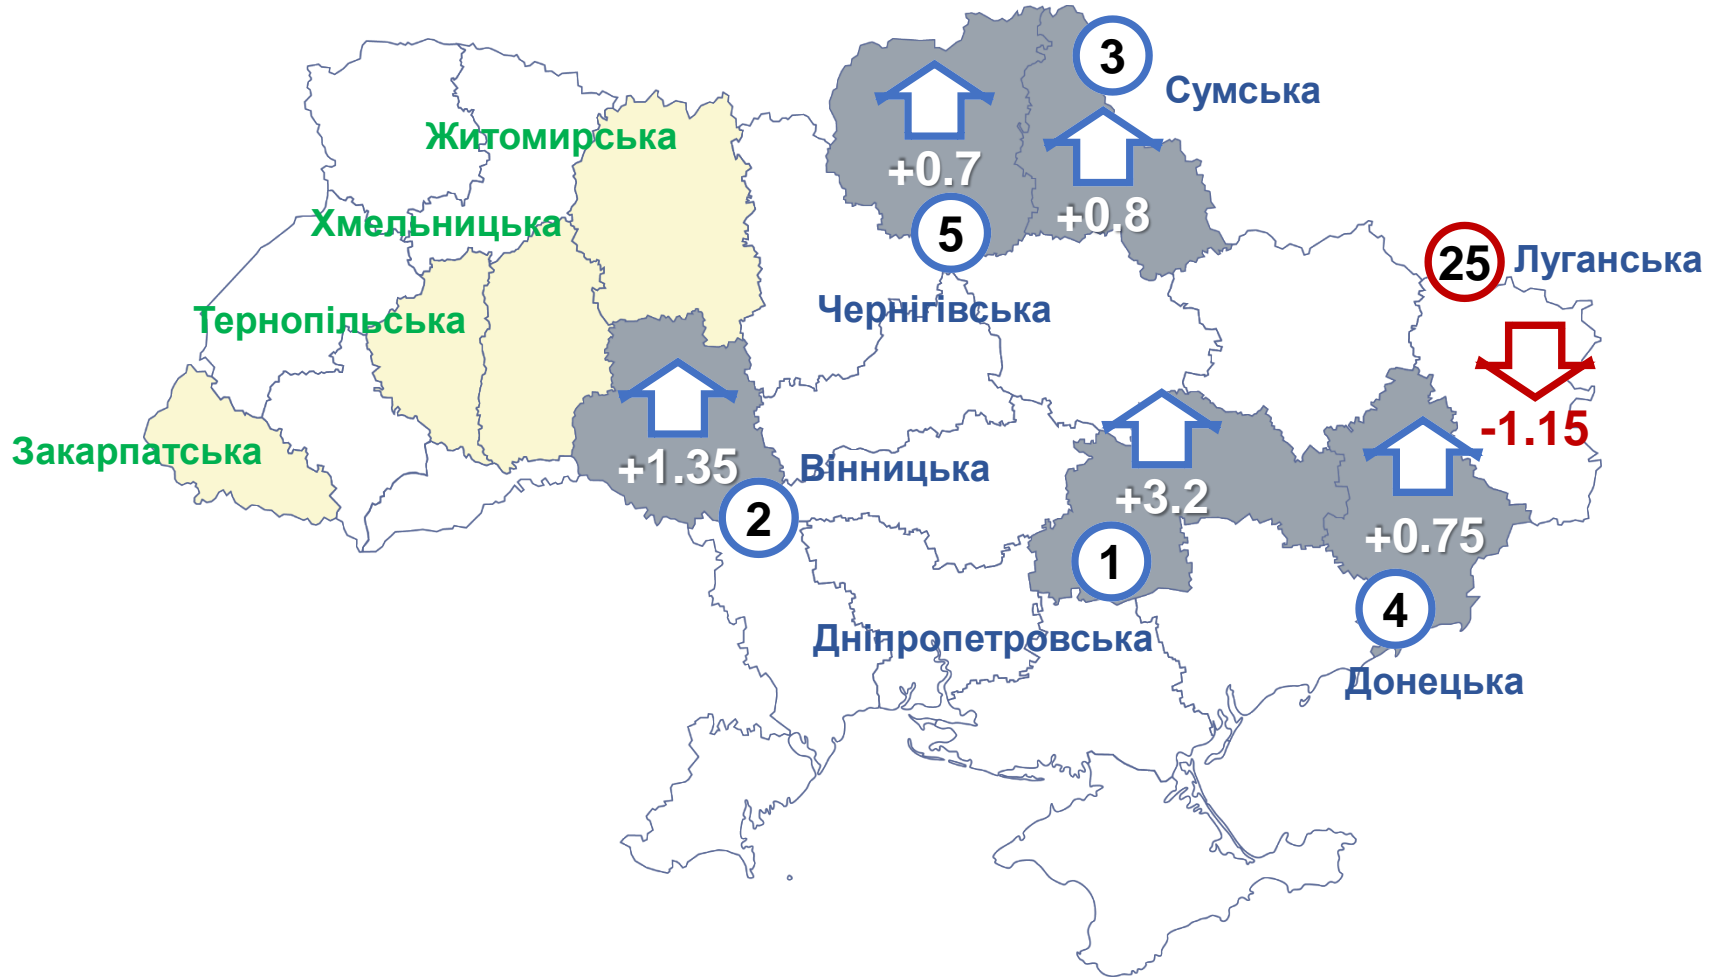 3
Сумська
Житомирська
+0.7
+0.8
Хмельницька
5
25
Луганська
Чернігівська
Тернопільська
-1.15
Закарпатська
+1.35
Вінницька
+3.2
2
+0.75
1
4
Дніпропетровська
Донецька